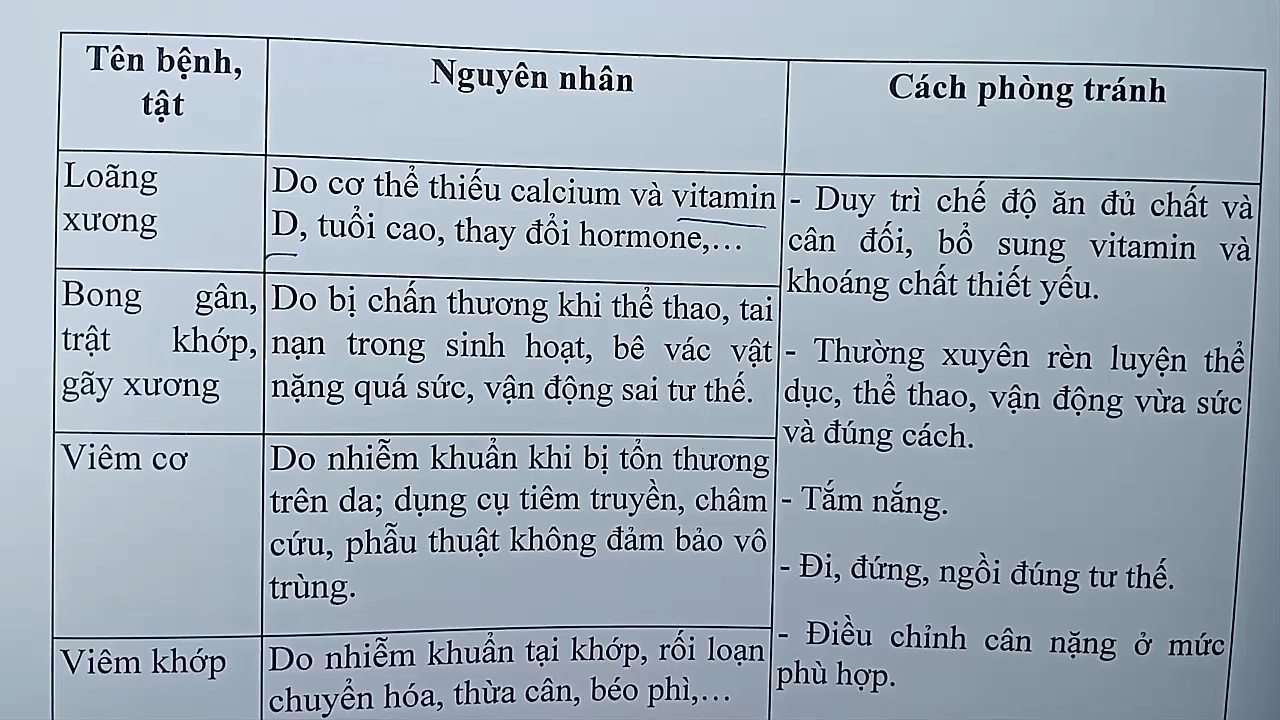 Tên bệnh,
tật
Nguyên nhân
Cách phòng tránh
Loãng
xương
Do cơ thể thiếu calcium và vitamin
D, tuổi cao, thay đổi hormone,…
Bong gân,
trật khớp,
gãy xương
Do bị chấn thương khi thể thao, tai
nạn trong sinh hoạt, bê vác vật
nặng quá sức, vận động sai tư thế.
Viêm cơ
Do nhiễm khuẩn khi bị tổn thương
trên da; dụng cụ tiêm truyền, châm
cứu, phẫu thuật không đảm bảo vô
trùng.
Viêm khớp
Do nhiễm khuẩn tại khớp, rối loạn
chuyển hóa, thừa cân, béo phì,…
- Duy trì chế độ ăn đủ chất và
cân đối, bổ sung vitamin và
khoáng chất thiết yếu.
- Thường xuyên rèn luyện thể
dục, thể thao, vận động vừa sức
và đúng cách.
- Tắm nắng.
- Đi, đứng, ngồi đúng tư thế.
- Điều chỉnh cân nặng ở mức
phù hợp.